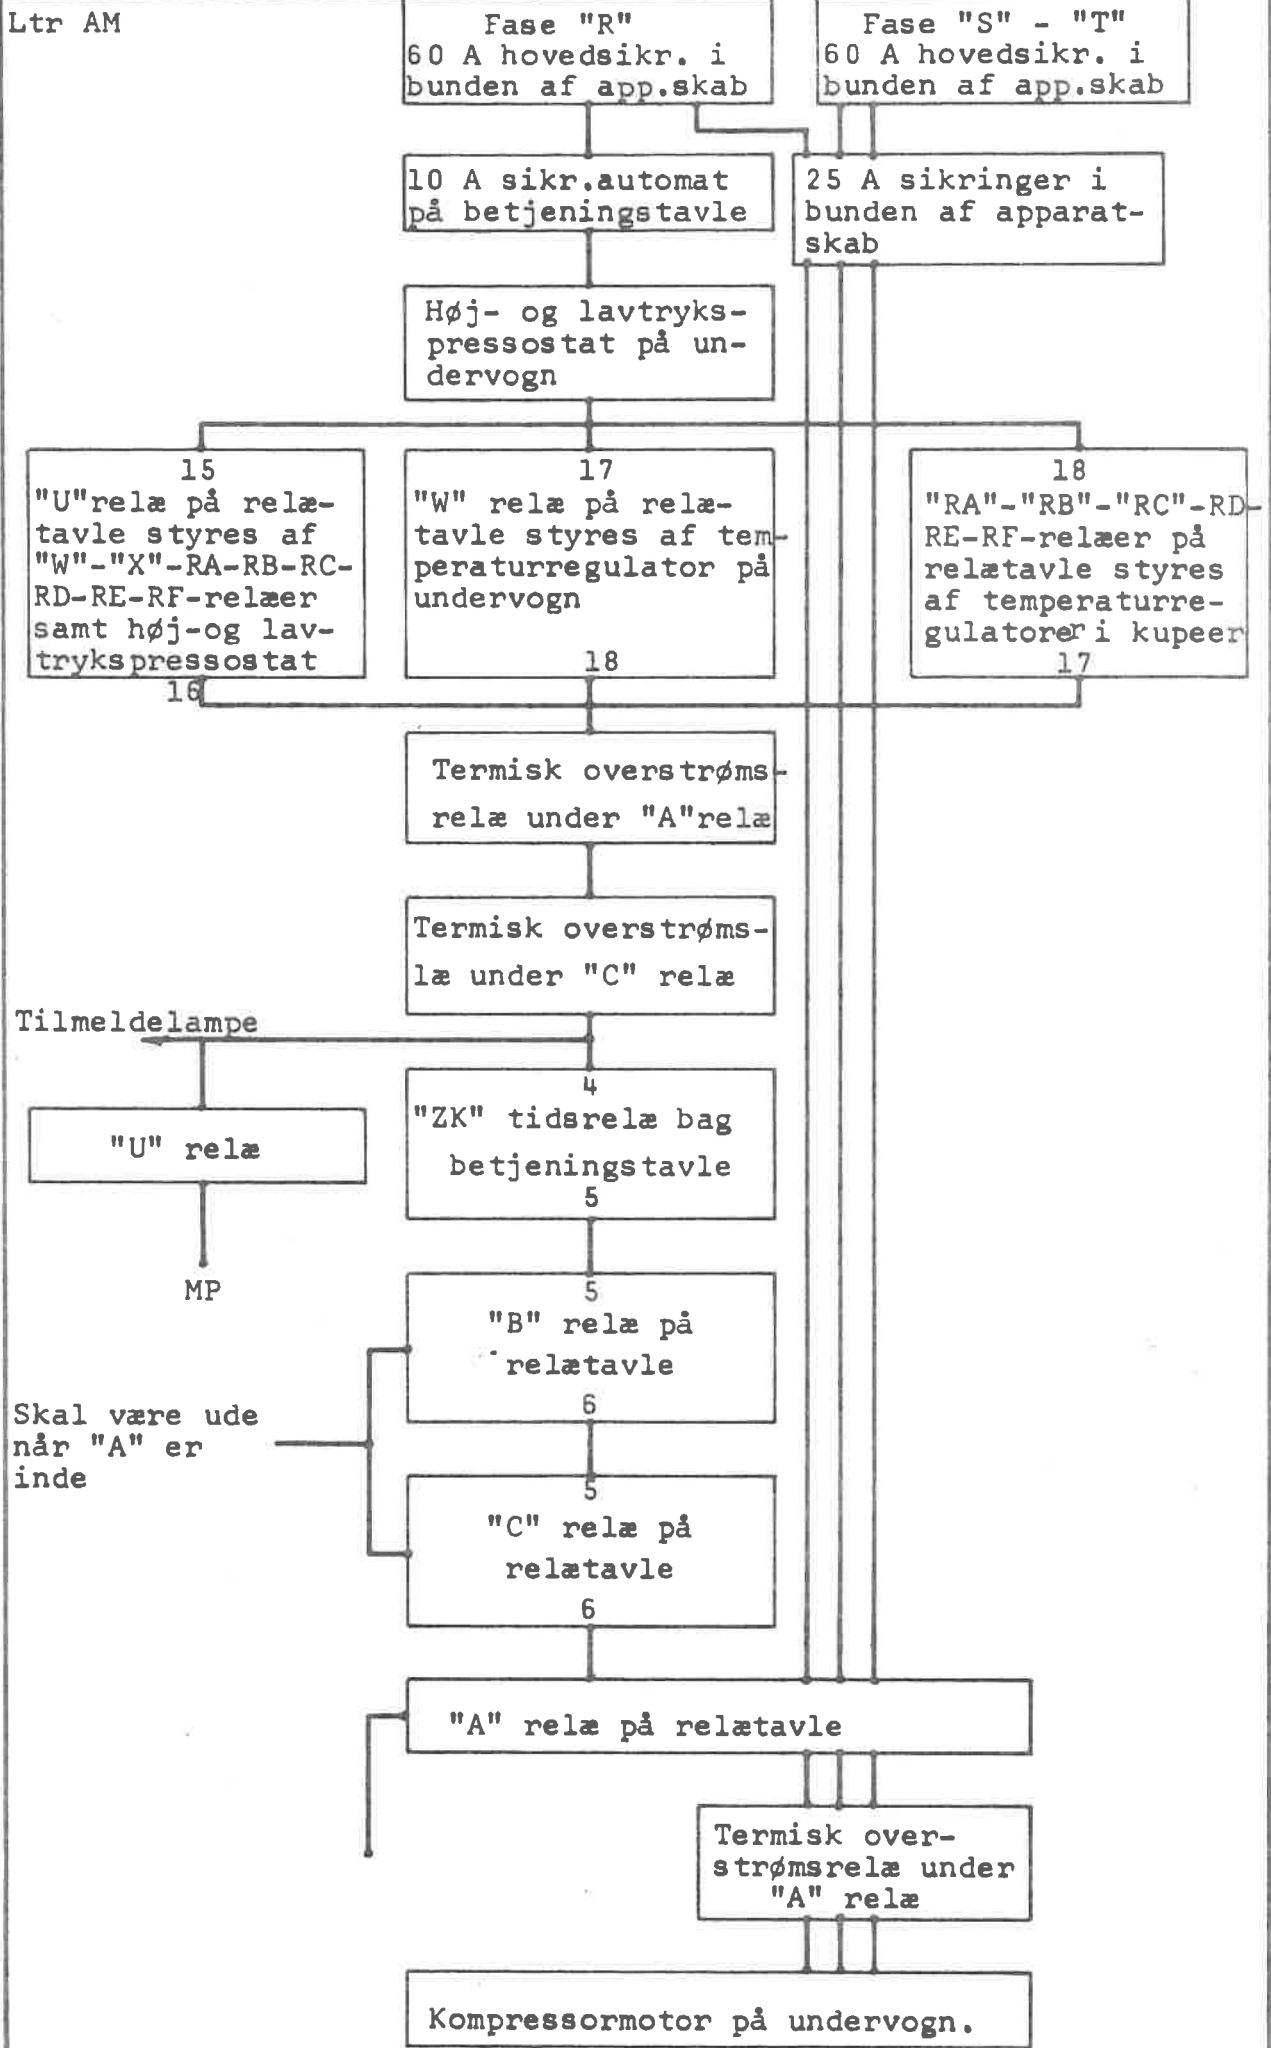 Ltr AM
Fase "R"
60 A hovedsikr. i
bunden af app.skab
Fase "S" - "T"
60 A hovedsikr. i
bunden af app.skab
10 A sikr.automat
på betjeningstavle
25 A sikringer i
bunden af apparat-
skab
Høj- og lavtryks-
pressostat på un-
dervogn
15
"U"relæ på relæ-
tavle styres af
"W"-"X"-RA-RB-RC-
RD-RE-RF-relæer
samt høj-og lav-
trykspressostat
16
17
"W" relæ på relæ-
tavle styres af tem-
peraturregulator på
undervogn
18
18
"RA"-"RB"-"RC"-RD-
RE-RF-relæer på
relætavle styres
af temperaturre-
gulatorer i kupeer
17
Termisk overstrøms-
relæ under "A"relæ
Termisk overstrøms-
læ under "C" relæ
Tilmeldelampe
"U" relæ
MP
4
"ZK" tidsrelæ bag
betjeningstavle
5
5
"B" relæ på
relætavle
6
Skal være ude
når "A" er
inde
5
"C" relæ på
relætavle
6
"A" relæ på relætavle
Termisk over-
strømsrelæ under
"A" relæ
Kompressormotor på undervogn.